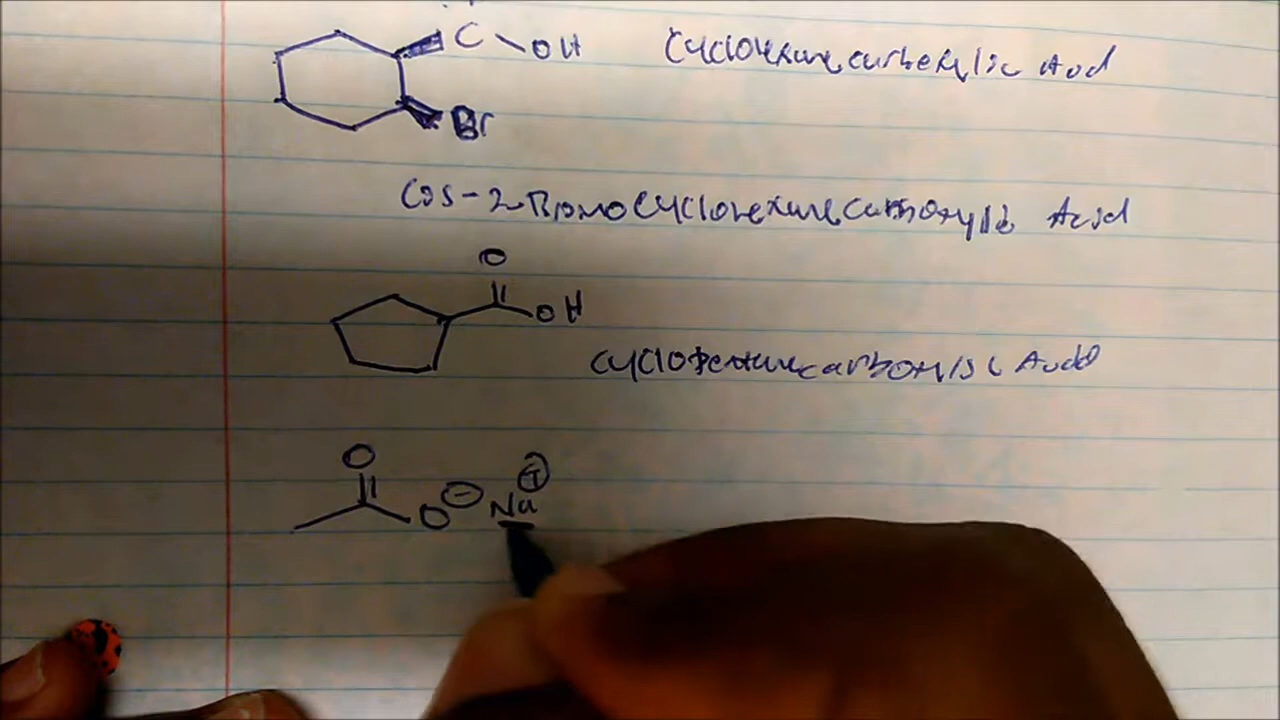 C OH Cyclohexanecarboxylic Acid
Br
Cis-2-Bromocyclohexanecarboxylic Acid
O
OH
Cyclopentanecarboxylic Acid
O
O⊖ Na⊕